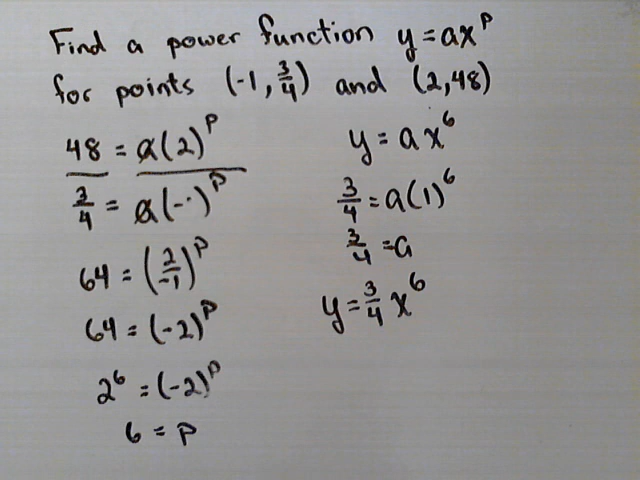 Find a power function y = ax^p
for points (-1, 3/4) and (2,48)
48 = a(2)^p
3/4 = a(-1)^p
64 = (2/-1)^p
64 = (-2)^p
2^6 = (-2)^p
6 = p
y = ax^6
3/4 = a(1)^6
3/4 = a
y = 3/4 x^6